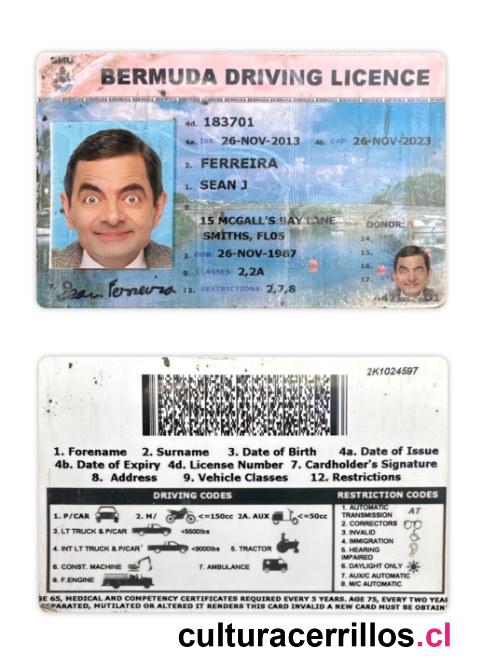 BMU
BERMUDA DRIVING LICENCE
4d. 183701
4a. ISS 26-NOV-2013 4b. EXP 26-NOV-2023
2. FERREIRA
1. SEAN J
15 MCGALL'S BAY LANE
SMITHS, FL05
DONOR:
14.
15.
3. DOB 26-NOV-1987
9. CLASSES: 2,2A
12. RESTRICTIONS: 2,7,8
7. Sean Ferreira
2K1024597
1. Forename 2. Surname 3. Date of Birth 4a. Date of Issue
4b. Date of Expiry 4d. License Number 7. Cardholder's Signature
8. Address 9. Vehicle Classes 12. Restrictions
DRIVING CODES
1. P/CAR 2. M/ <=150cc 2A. AUX <=50cc
3. LT TRUCK & P/CAR <5500lbs
4. INT LT TRUCK & P/CAR <9000lbs 5. TRACTOR
6. CONST. MACHINE 7. AMBULANCE
8. F.ENGINE
RESTRICTION CODES
1. AUTOMATIC TRANSMISSION AT
2. CORRECTORS
3. INVALID
4. IMMIGRATION
5. HEARING IMPAIRED
6. DAYLIGHT ONLY
7. AUX/C AUTOMATIC
8. M/C AUTOMATIC
E 65, MEDICAL AND COMPETENCY CERTIFICATES REQUIRED EVERY 5 YEARS. AGE 75, EVERY TWO YEA
EPARATED, MUTILATED OR ALTERED IT RENDERS THIS CARD INVALID A NEW CARD MUST BE OBTAIN
culturacerrillos.cl